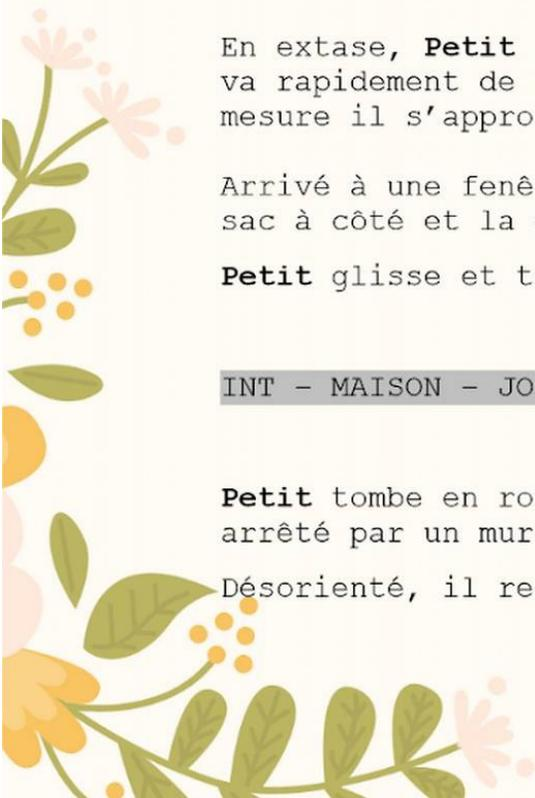 En extase, Petit
va rapidement de
mesure il s’appro
Arrivé à une fenê
sac à côté et la
Petit glisse et t
INT – MAISON – JO
Petit tombe en ro
arrêté par un mur
Désorienté, il re